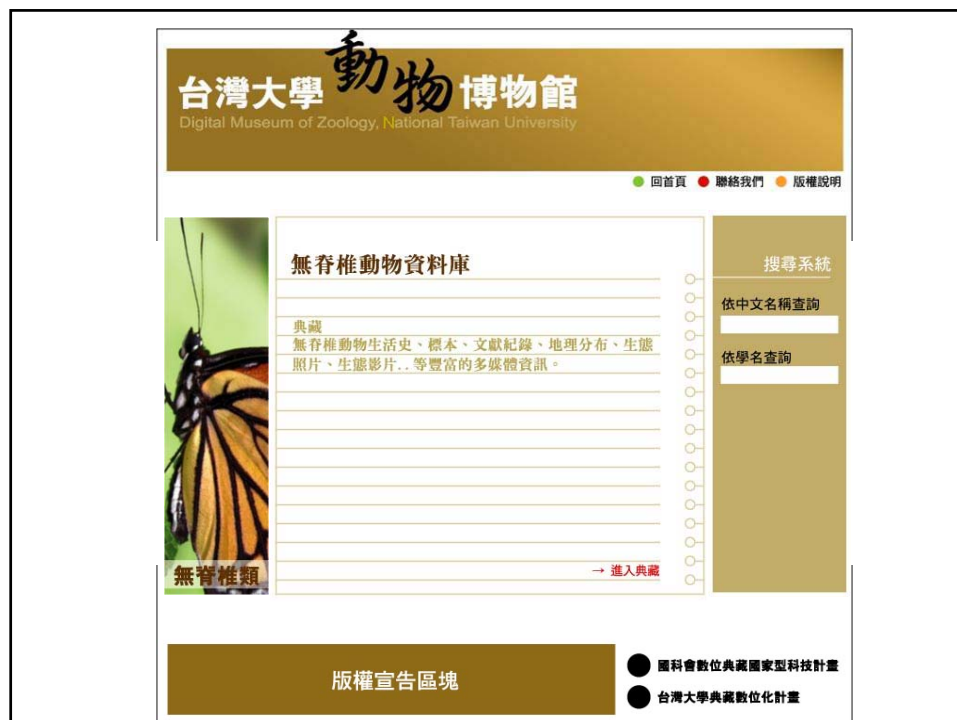 台灣大學動物博物館
Digital Museum of Zoology, National Taiwan University
回首頁 聯絡我們 版權說明
無脊椎動物資料庫
典藏
無脊椎動物生活史、標本、文獻紀錄、地理分布、生態
照片、生態影片..等豐富的多媒體資訊。
→ 進入典藏
無脊椎類
搜尋系統
依中文名稱查詢
依學名查詢
版權宣告區塊
國科會數位典藏國家型科技計畫
台灣大學典藏數位化計畫